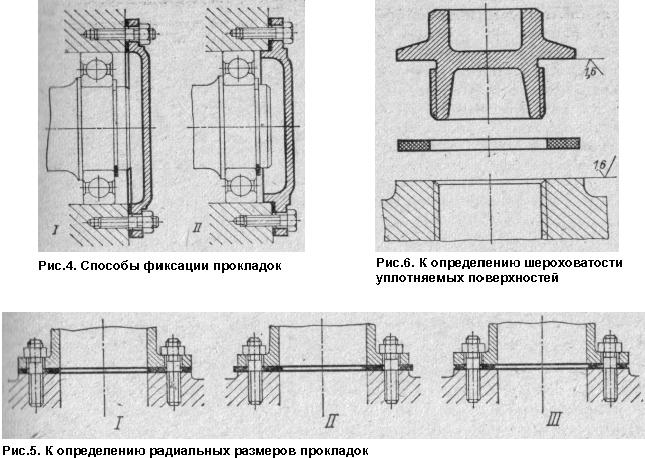 1,6
1,6
I
II
Рис.4. Способы фиксации прокладок
Рис.6. К определению шероховатости
уплотняемых поверхностей
I
II
III
Рис.5. К определению радиальных размеров прокладок